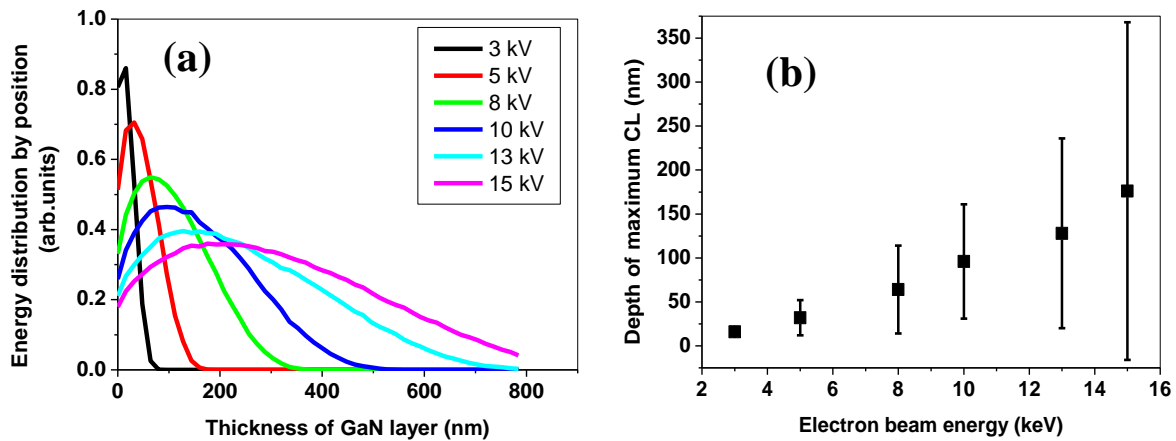 (a)
Energy distribution by position
(arb.units)
1.0
0.8
0.6
0.4
0.2
0.0
0
200
400
600
800
Thickness of GaN layer (nm)
3 kV
5 kV
8 kV
10 kV
13 kV
15 kV
(b)
Depth of maximum CL (nm)
350
300
250
200
150
100
50
0
2
4
6
8
10
12
14
16
Electron beam energy (keV)